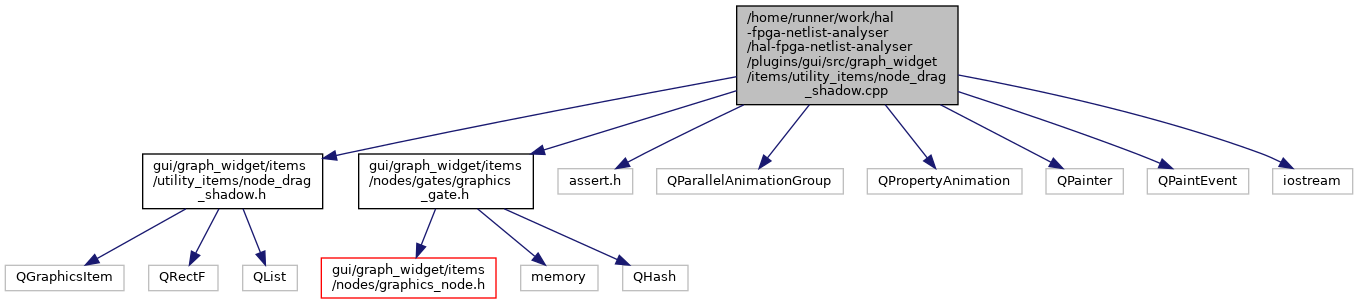 /home/runner/work/hal
-fpga-netlist-analyser
/hal-fpga-netlist-analyser
/plugins/gui/src/graph_widget
/items/utility_items/node_drag
_shadow.cpp
gui/graph_widget/items
/utility_items/node_drag
_shadow.h
gui/graph_widget/items
/nodes/gates/graphics
_gate.h
assert.h
QParallelAnimationGroup
QPropertyAnimation
QPainter
QPaintEvent
iostream
QGraphicsItem
QRectF
QList
gui/graph_widget/items
/nodes/graphics_node.h
memory
QHash